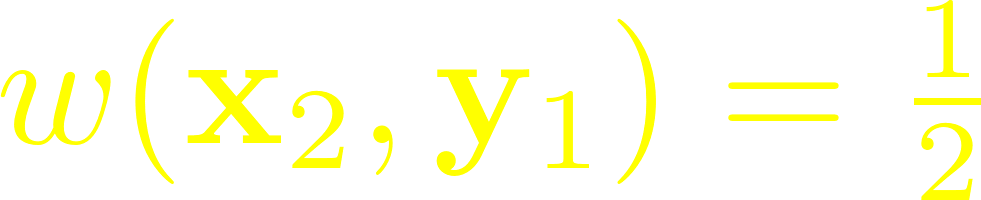 w(𝐱₂, 𝐲₁) = 1/2